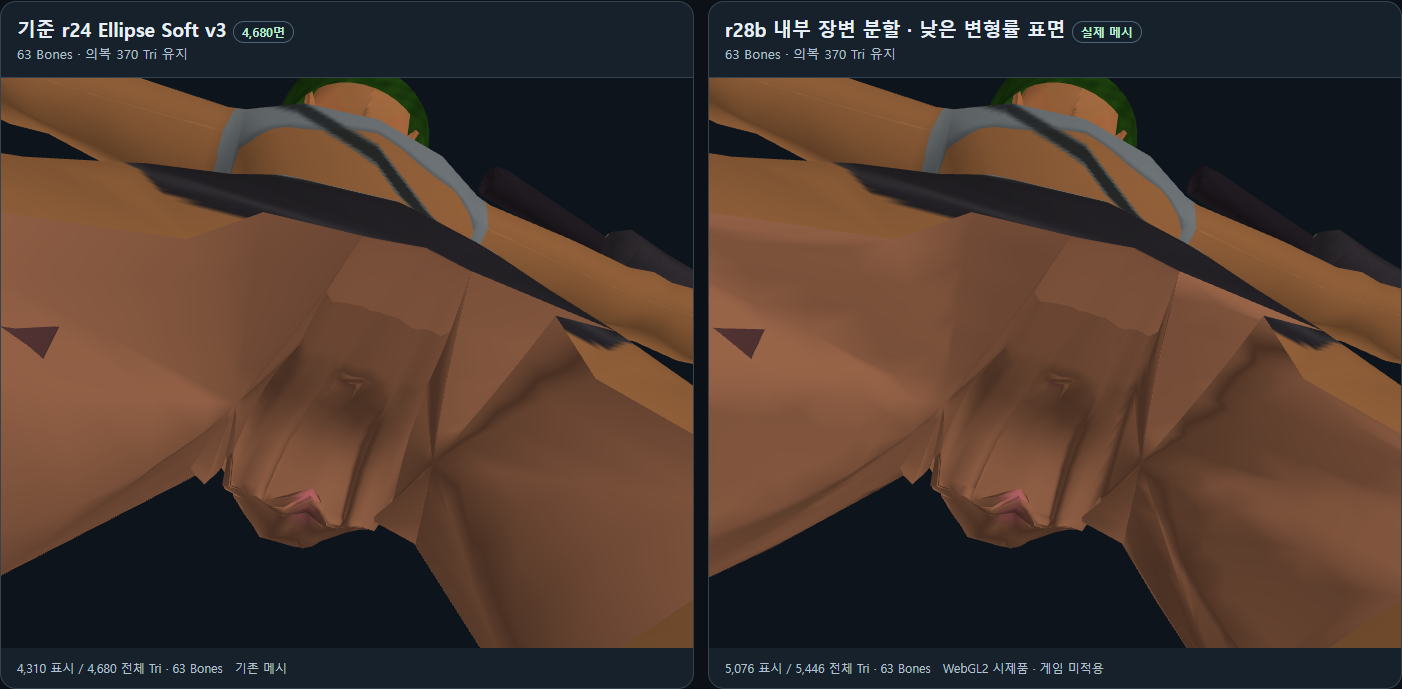 기준 r24 Ellipse Soft v3 4,680면
63 Bones · 의복 370 Tri 유지
4,310 표시 / 4,680 전체 Tri · 63 Bones 기존 메시
r28b 내부 장변 분할 · 낮은 변형률 표면 실제 메시
63 Bones · 의복 370 Tri 유지
5,076 표시 / 5,446 전체 Tri · 63 Bones WebGL2 시제품 · 게임 미적용